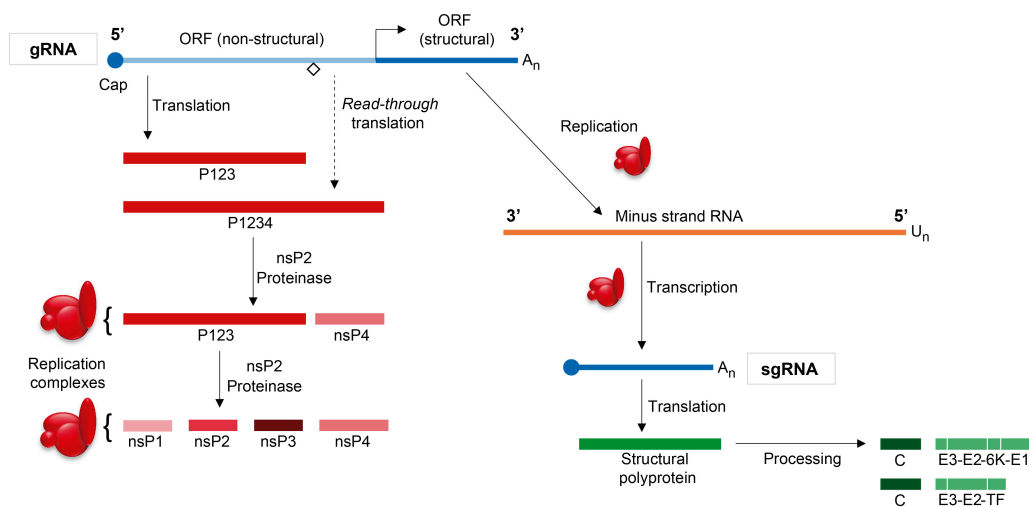 gRNA
5’
ORF (non-structural)
ORF
(structural)
3’
An
Cap
Translation
Read-through
translation
P123
P1234
nsP2
Proteinase
{
P123
nsP4
Replication
complexes
nsP2
Proteinase
{
nsP1
nsP2
nsP3
nsP4
Replication
3’
Minus strand RNA
5’
Un
Transcription
An
sgRNA
Translation
Structural
polyprotein
Processing
C
E3-E2-6K-E1
C
E3-E2-TF